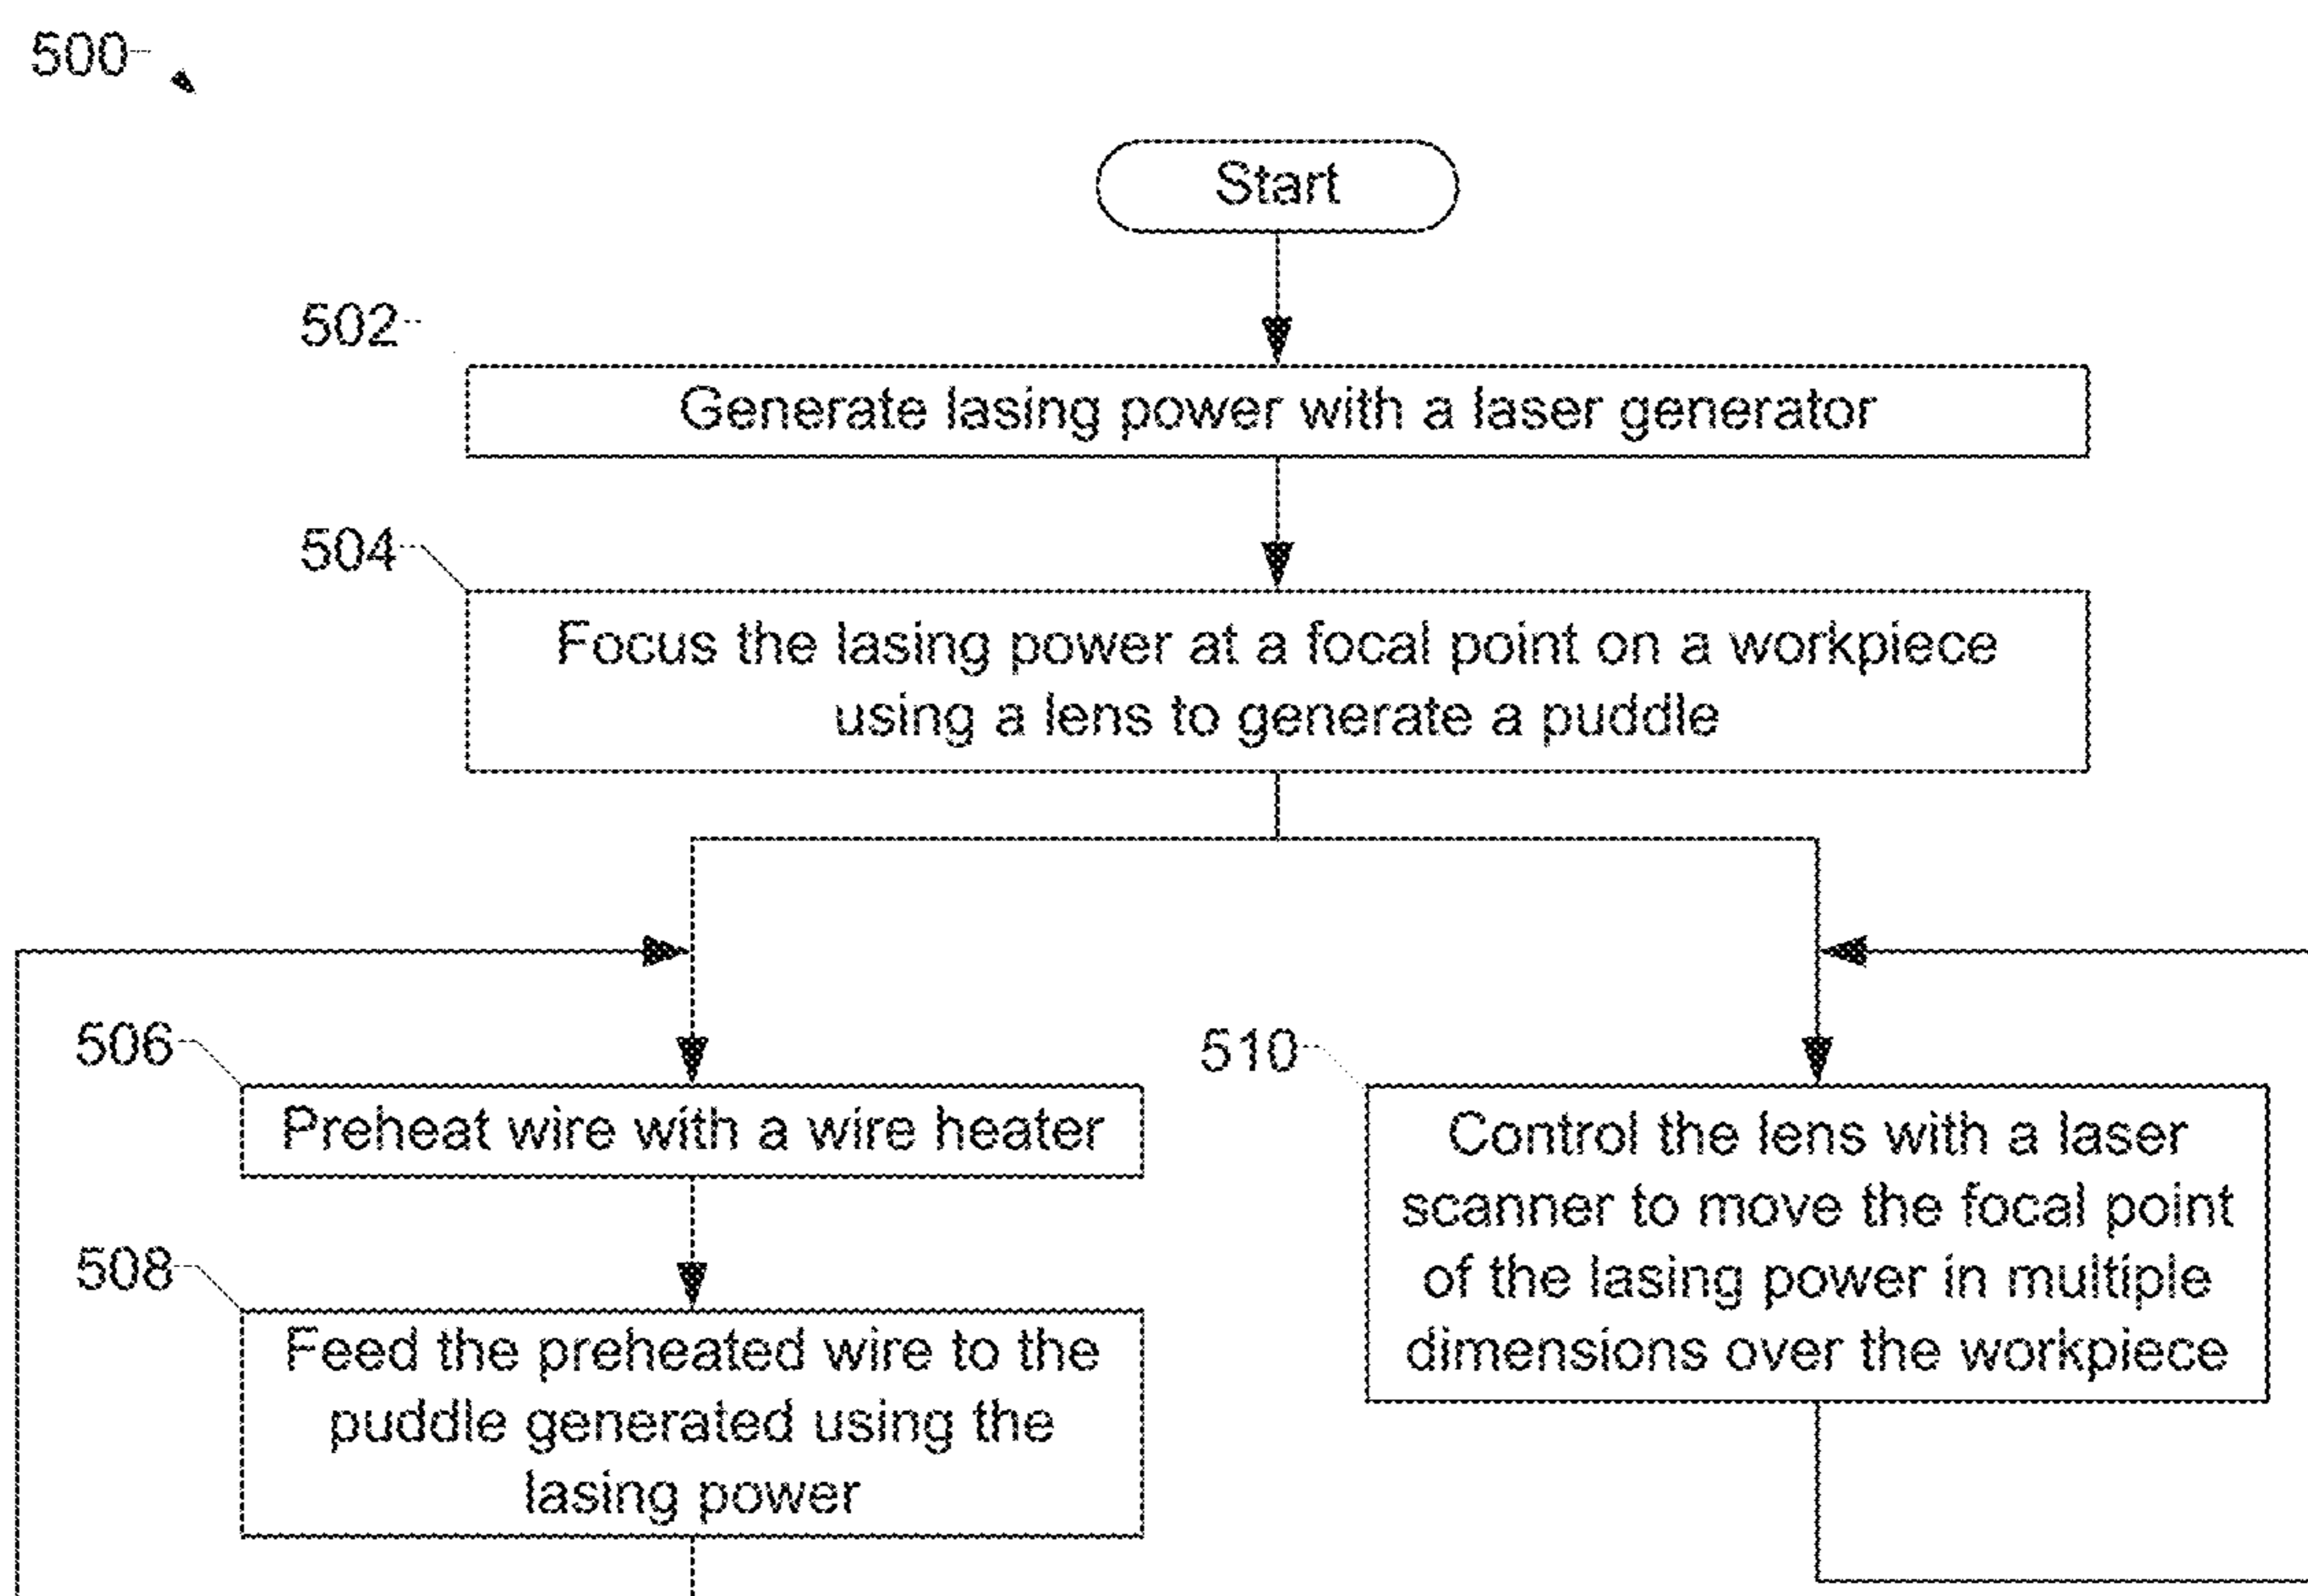 500
Start
502
Generate lasing power with a laser generator
504
Focus the lasing power at a focal point on a workpiece
using a lens to generate a puddle
506
Preheat wire with a wire heater
508
Feed the preheated wire to the
puddle generated using the
lasing power
510
Control the lens with a laser
scanner to move the focal point
of the lasing power in multiple
dimensions over the workpiece